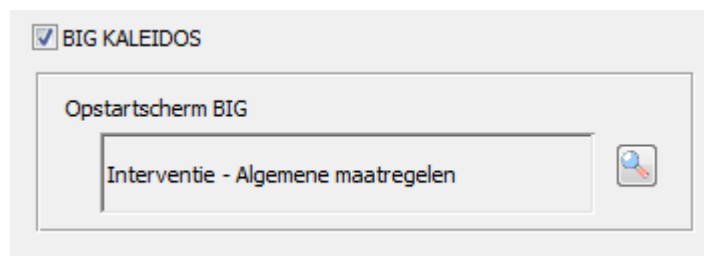 BIG KALEIDOS
Opstartscherm BIG
Interventie - Algemene maatregelen